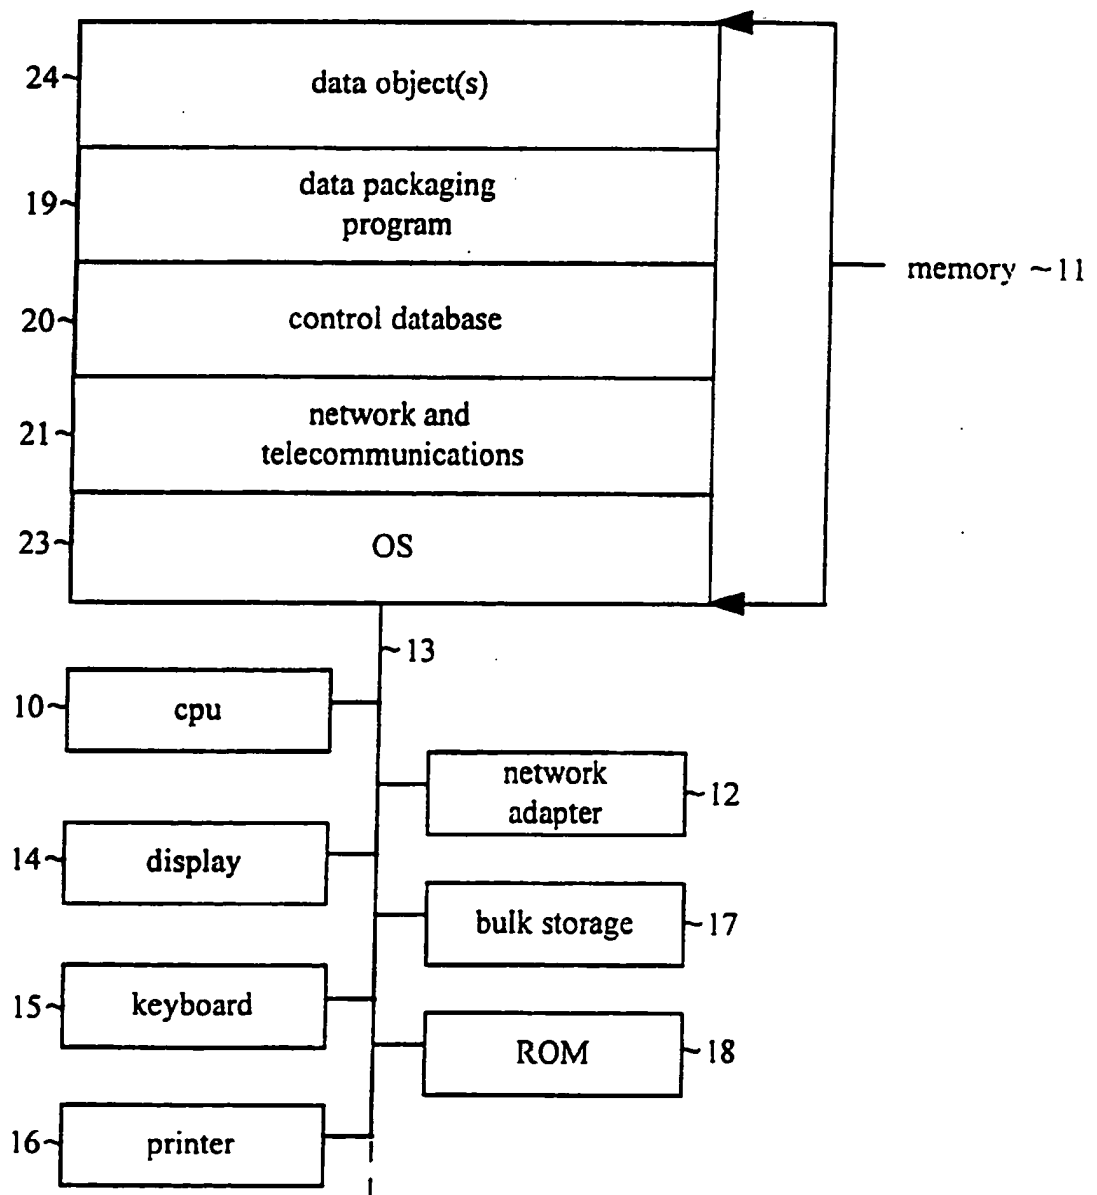 24~ data object(s)
19~ data packaging
program
memory ~11
20~ control database
21~ network and
telecommunications
23~ OS
~13
10~ cpu
network
adapter ~12
14~ display
bulk storage ~17
15~ keyboard
ROM ~18
16~ printer